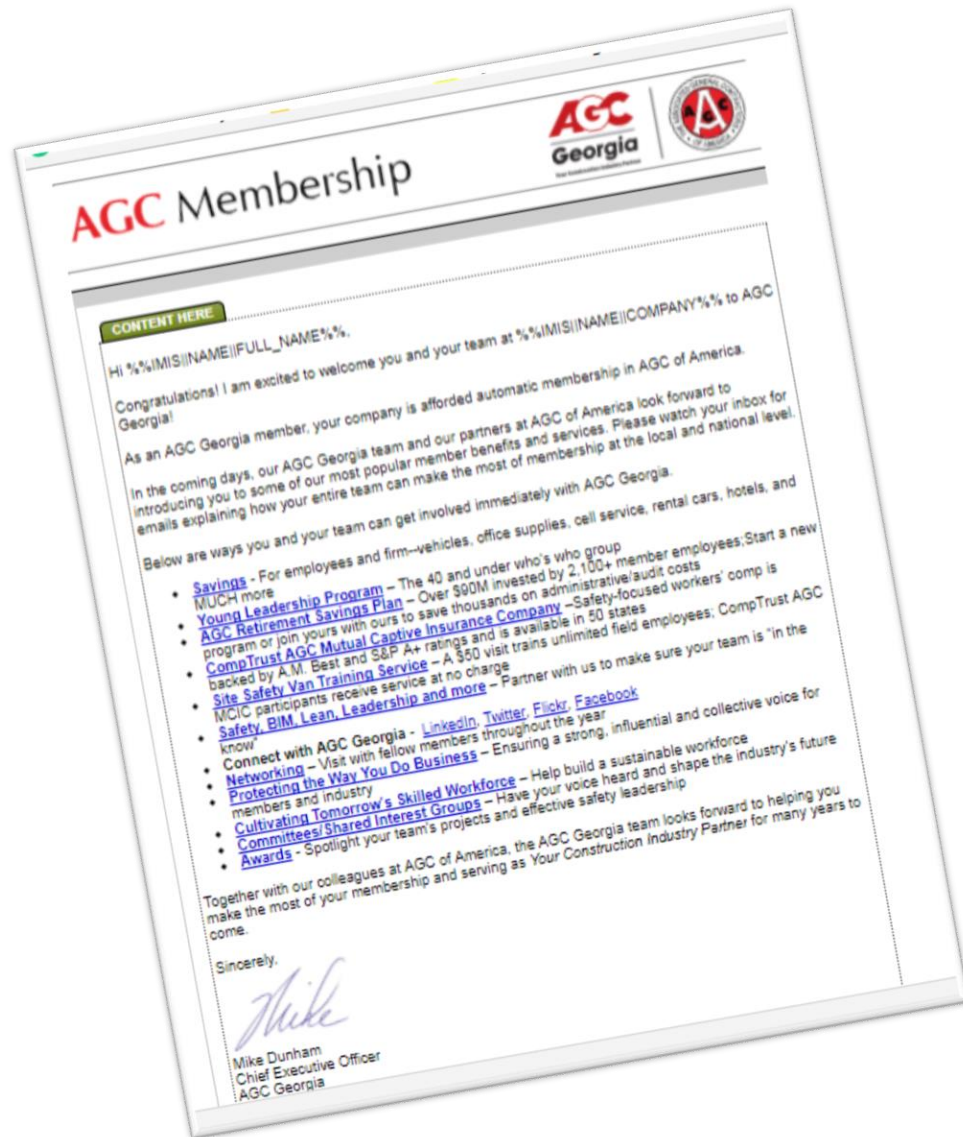 AGC Membership
AGC
Georgia
Your Construction Industry Partner
THE ASSOCIATED GENERAL CONTRACTORS
AGC
OF AMERICA
CONTENT HERE
Hi %%IMIS||NAME||FULL_NAME%%,
Congratulations! I am excited to welcome you and your team at %%IMIS||NAME||COMPANY%% to AGC
Georgia!
As an AGC Georgia member, your company is afforded automatic membership in AGC of America.
In the coming days, our AGC Georgia team and our partners at AGC of America look forward to
introducing you to some of our most popular member benefits and services. Please watch your inbox for
emails explaining how your entire team can make the most of membership at the local and national level.
Below are ways you and your team can get involved immediately with AGC Georgia.
• Savings - For employees and firm--vehicles, office supplies, cell service, rental cars, hotels, and
MUCH more
• Young Leadership Program – The 40 and under who's who group
• AGC Retirement Savings Plan – Over $90M invested by 2,100+ member employees;Start a new
program or join yours with ours to save thousands on administrative/audit costs
• CompTrust AGC Mutual Captive Insurance Company –Safety-focused workers' comp is
backed by A.M. Best and S&P A+ ratings and is available in 50 states
• Site Safety Van Training Service – A $50 visit trains unlimited field employees; CompTrust AGC
MCIC participants receive service at no charge
• Safety, BIM, Lean, Leadership and more – Partner with us to make sure your team is "in the
know"
• Connect with AGC Georgia - LinkedIn, Twitter, Flickr, Facebook
• Networking – Visit with fellow members throughout the year
• Protecting the Way You Do Business – Ensuring a strong, influential and collective voice for
members and industry
• Cultivating Tomorrow's Skilled Workforce – Help build a sustainable workforce
• Committees/Shared Interest Groups – Have your voice heard and shape the industry's future
• Awards - Spotlight your team's projects and effective safety leadership
Together with our colleagues at AGC of America, the AGC Georgia team looks forward to helping you
make the most of your membership and serving as Your Construction Industry Partner for many years to
come.
Sincerely,
Mike
Mike Dunham
Chief Executive Officer
AGC Georgia